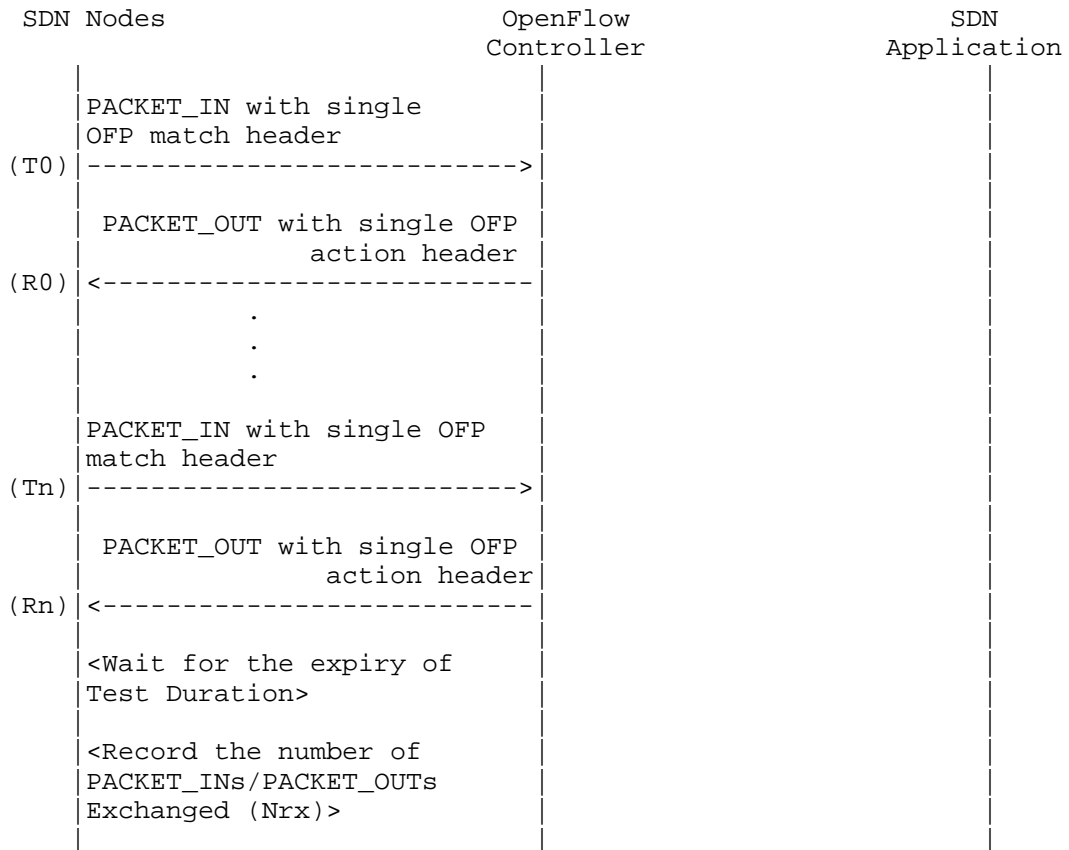 SDN Nodes OpenFlow SDN
Controller Application
PACKET_IN with single
OFP match header
(T0)|--------------------------->|
PACKET_OUT with single OFP
action header
(R0)|<---------------------------|
.
.
.
PACKET_IN with single OFP
match header
(Tn)|--------------------------->|
PACKET_OUT with single OFP
action header|
(Rn)|<---------------------------|
<Wait for the expiry of
Test Duration>
<Record the number of
PACKET_INs/PACKET_OUTs
Exchanged (Nrx)>